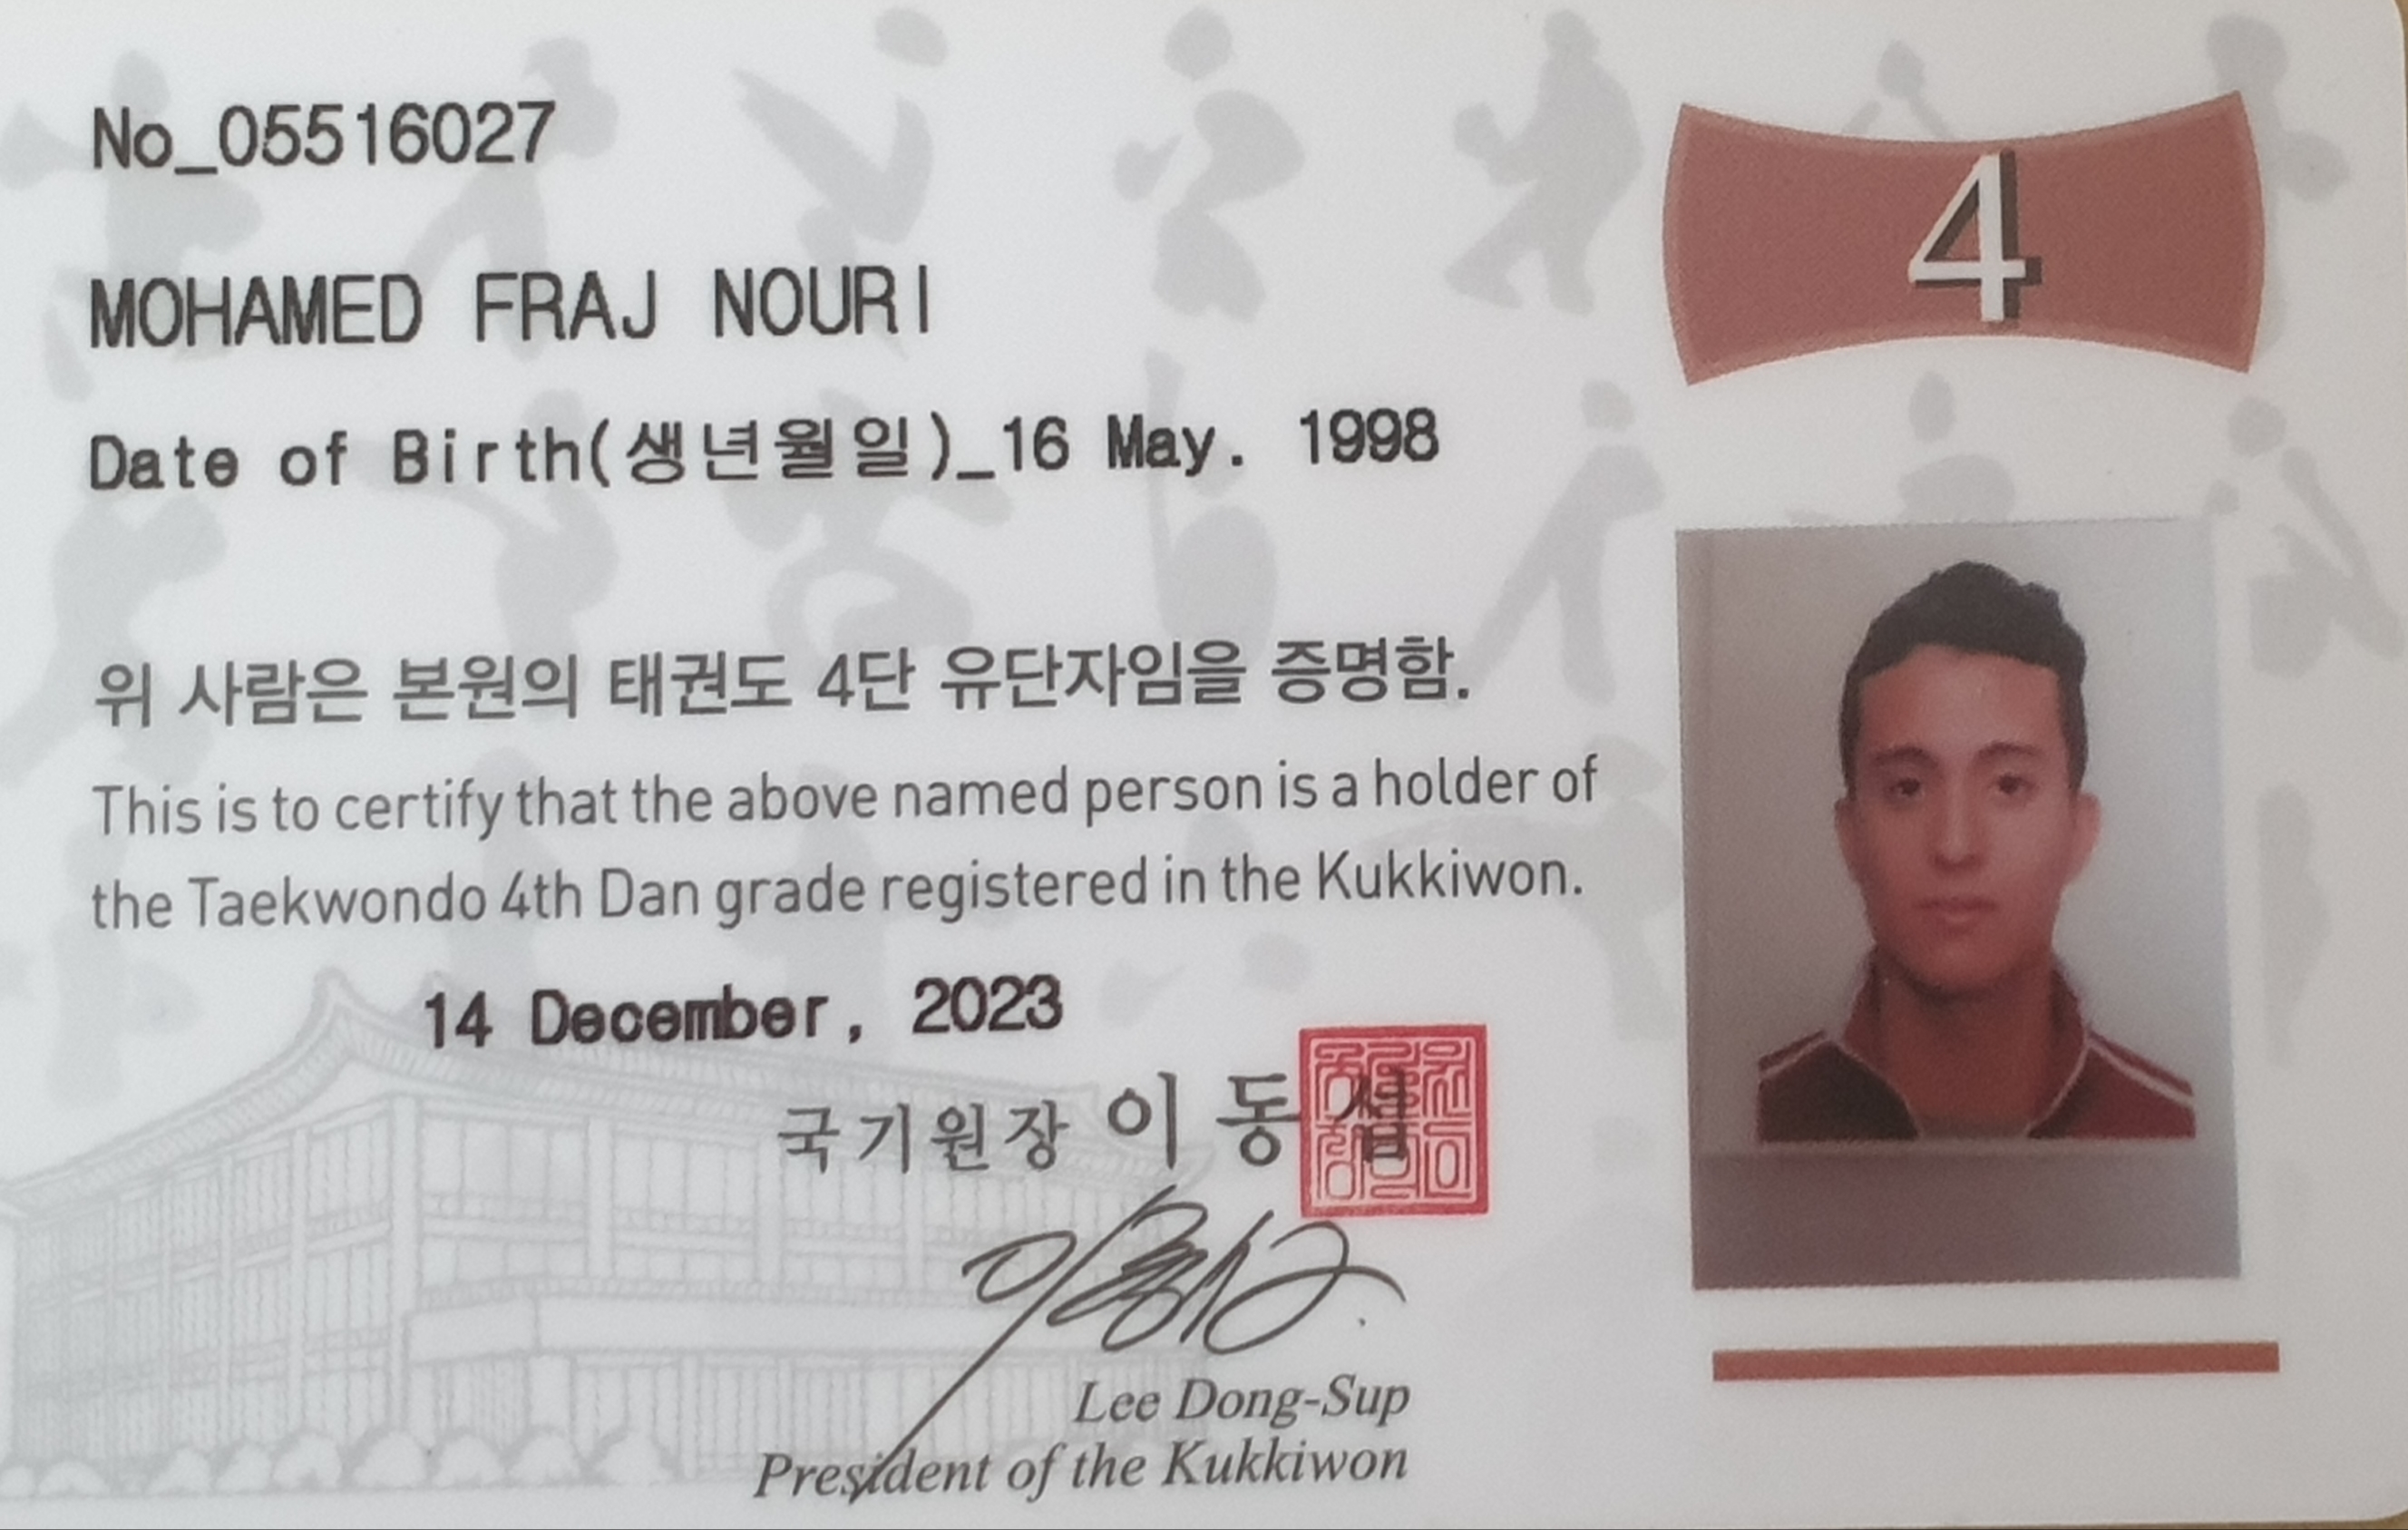 No_05516027
4
MOHAMED FRAJ NOURI
Date of Birth(생년월일)_16 May. 1998
위 사람은 본원의 태권도 4단 유단자임을 증명함.
This is to certify that the above named person is a holder of
the Taekwondo 4th Dan grade registered in the Kukkiwon.
14 December, 2023
국기원장 이동섭
Lee Dong-Sup
President of the Kukkiwon